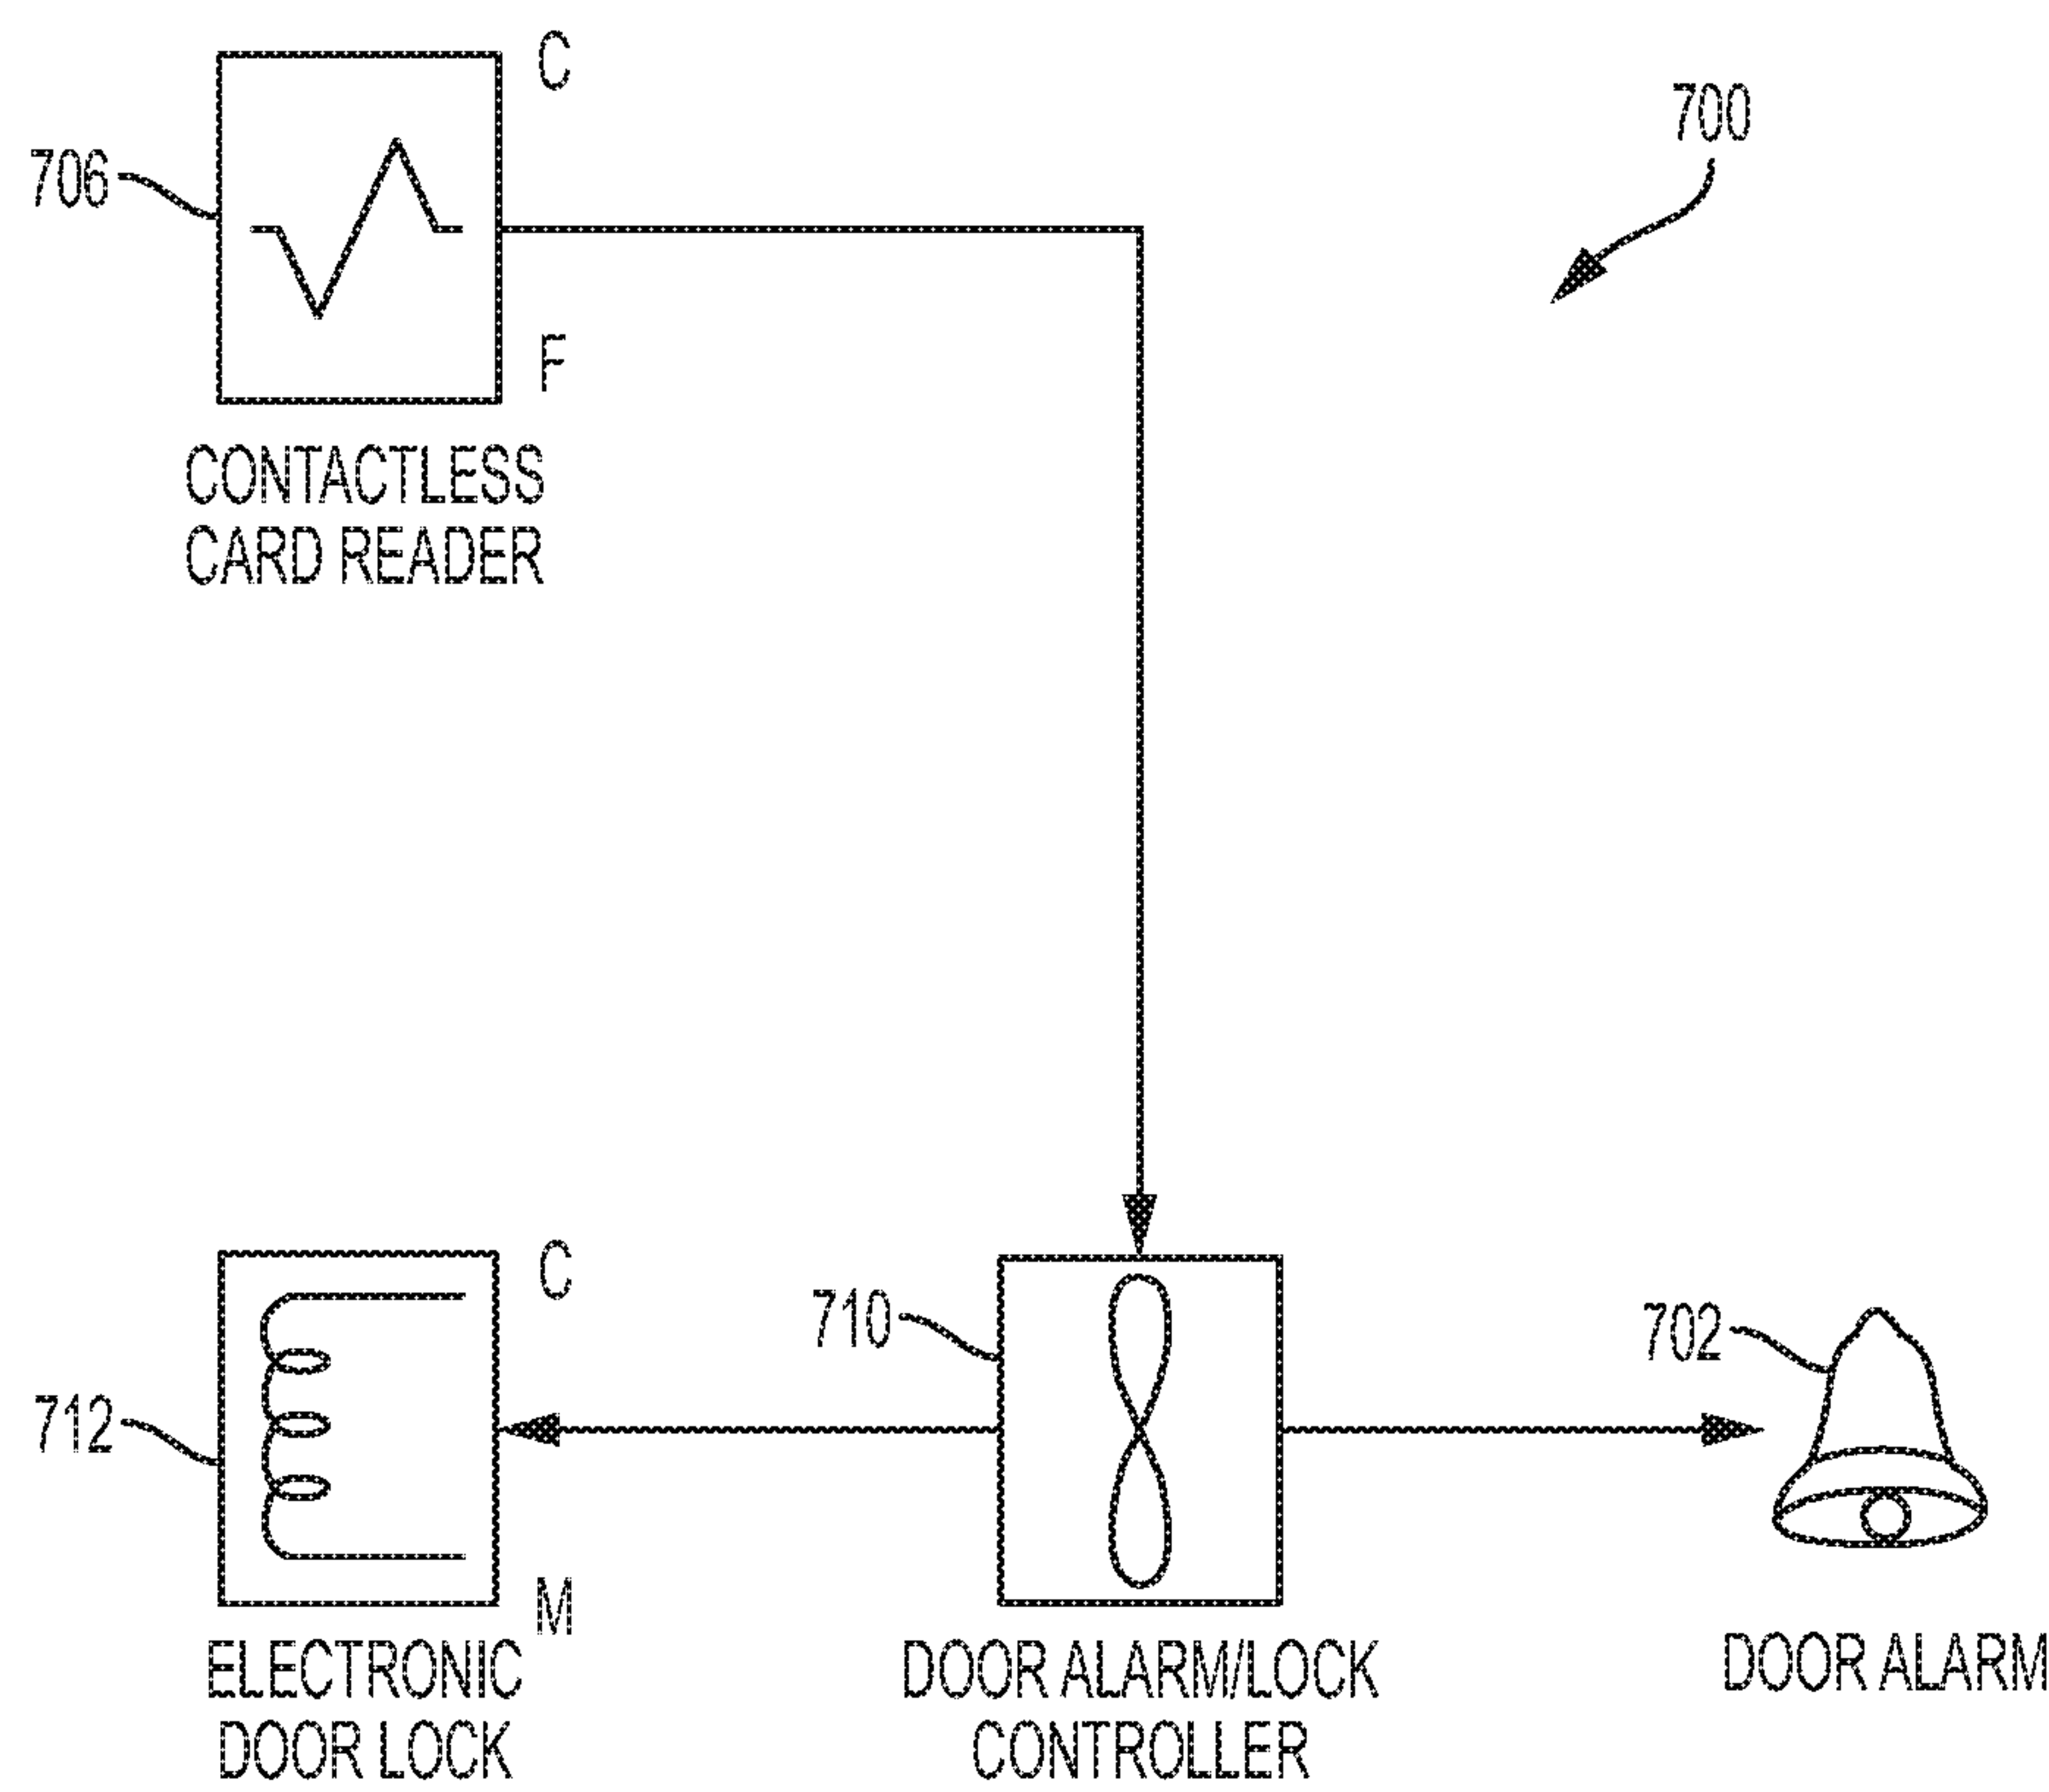 C
700
706
F
CONTACTLESS
CARD READER
C
710
702
712
M
ELECTRONIC
DOOR LOCK
DOOR ALARM/LOCK
CONTROLLER
DOOR ALARM